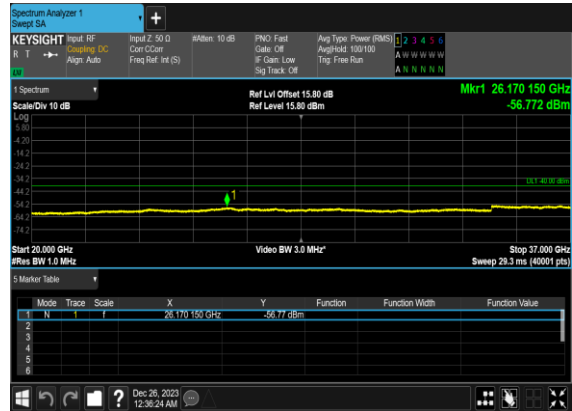 Spectrum Analyzer 1
Swept SA
+
KEYSIGHT Input: RF Input Z: 50 Ω #Atten: 10 dB PNO: Fast Avg Type: Power (RMS) 1 2 3 4 5 6
R T Coupling: DC Corr CCorr Gate: Off Avg|Hold: 100/100 A W W W W W
Align: Auto Freq Ref: Int (S) IF Gain: Low Trig: Free Run
Sig Track: Off A N N N N N
1 Spectrum Ref Lvl Offset 15.80 dB Mkr1 26.170 150 GHz
Scale/Div 10 dB Ref Level 15.80 dBm -56.772 dBm
Log
5.80
-4.20
-14.2
-24.2
-34.2
DL1 -40.00 dBm
-44.2
1
-54.2
-64.2
-74.2
Start 20.000 GHz Video BW 3.0 MHz* Stop 37.000 GHz
#Res BW 1.0 MHz Sweep 29.3 ms (40001 pts)
5 Marker Table
Mode Trace Scale X Y Function Function Width Function Value
1 N 1 f 26.170 150 GHz -56.77 dBm
2
3
4
5
6
? Dec 26, 2023
12:36:24 AM